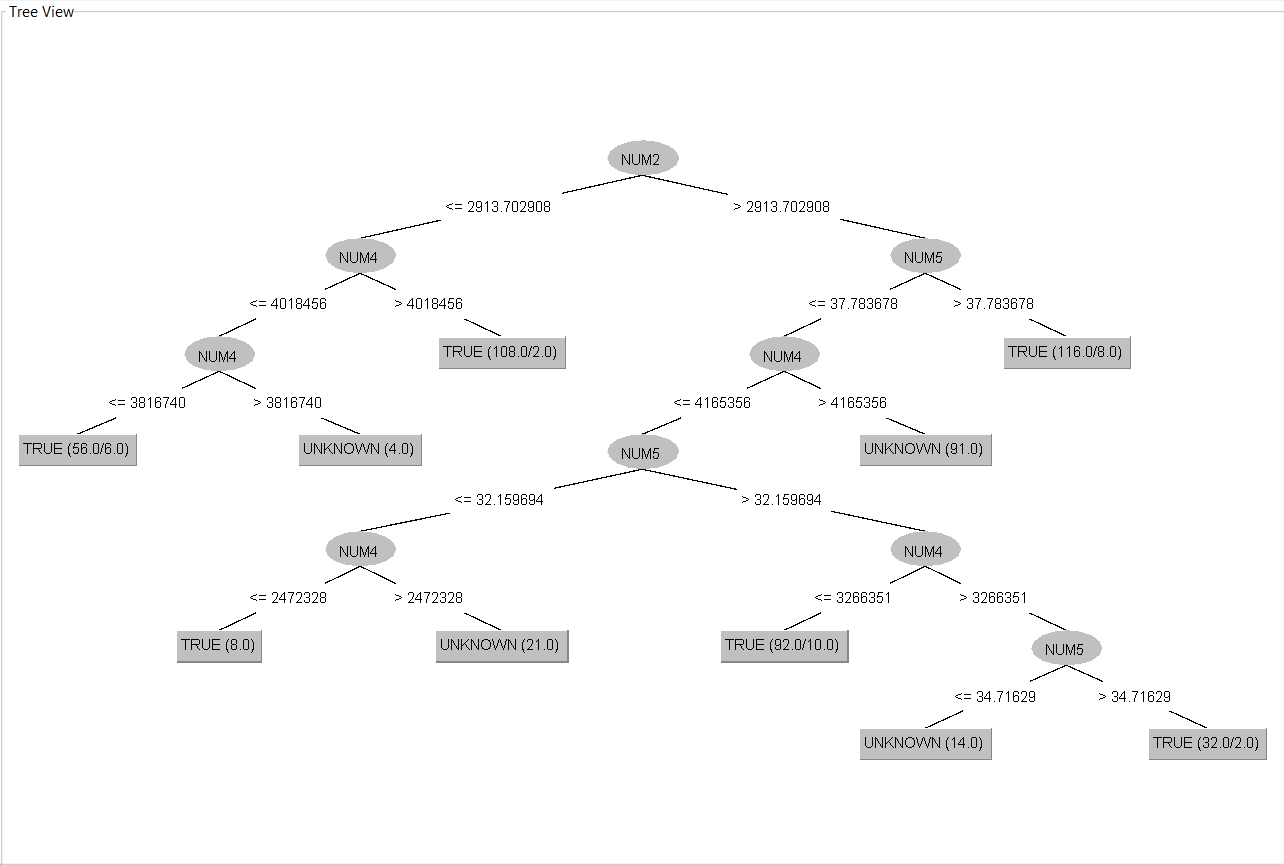 Tree View
NUM2
<= 2913.702908
> 2913.702908
NUM4
NUM5
<= 4018456
> 4018456
<= 37.783678
> 37.783678
NUM4
TRUE (108.0/2.0)
NUM4
TRUE (116.0/8.0)
<= 3816740
> 3816740
<= 4165356
> 4165356
TRUE (56.0/6.0)
UNKNOWN (4.0)
NUM5
UNKNOWN (91.0)
<= 32.159694
> 32.159694
NUM4
NUM4
<= 2472328
> 2472328
<= 3266351
> 3266351
TRUE (8.0)
UNKNOWN (21.0)
TRUE (92.0/10.0)
NUM5
<= 34.71629
> 34.71629
UNKNOWN (14.0)
TRUE (32.0/2.0)